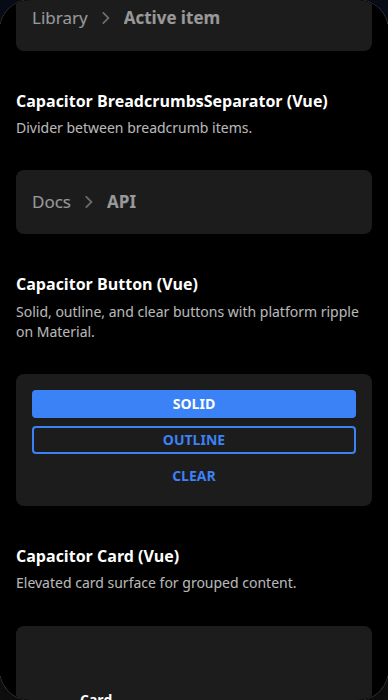 Library > Active item
Capacitor BreadcrumbsSeparator (Vue)
Divider between breadcrumb items.
Docs > API
Capacitor Button (Vue)
Solid, outline, and clear buttons with platform ripple
on Material.
SOLID
OUTLINE
CLEAR
Capacitor Card (Vue)
Elevated card surface for grouped content.
Card